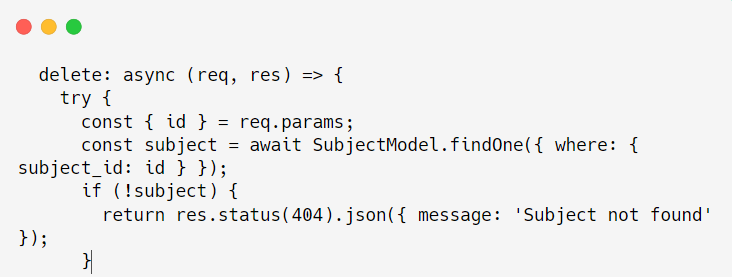 delete: async (req, res) => {
try {
const { id } = req.params;
const subject = await SubjectModel.findOne({ where: {
subject_id: id } });
if (!subject) {
return res.status(404).json({ message: 'Subject not found'
});
}